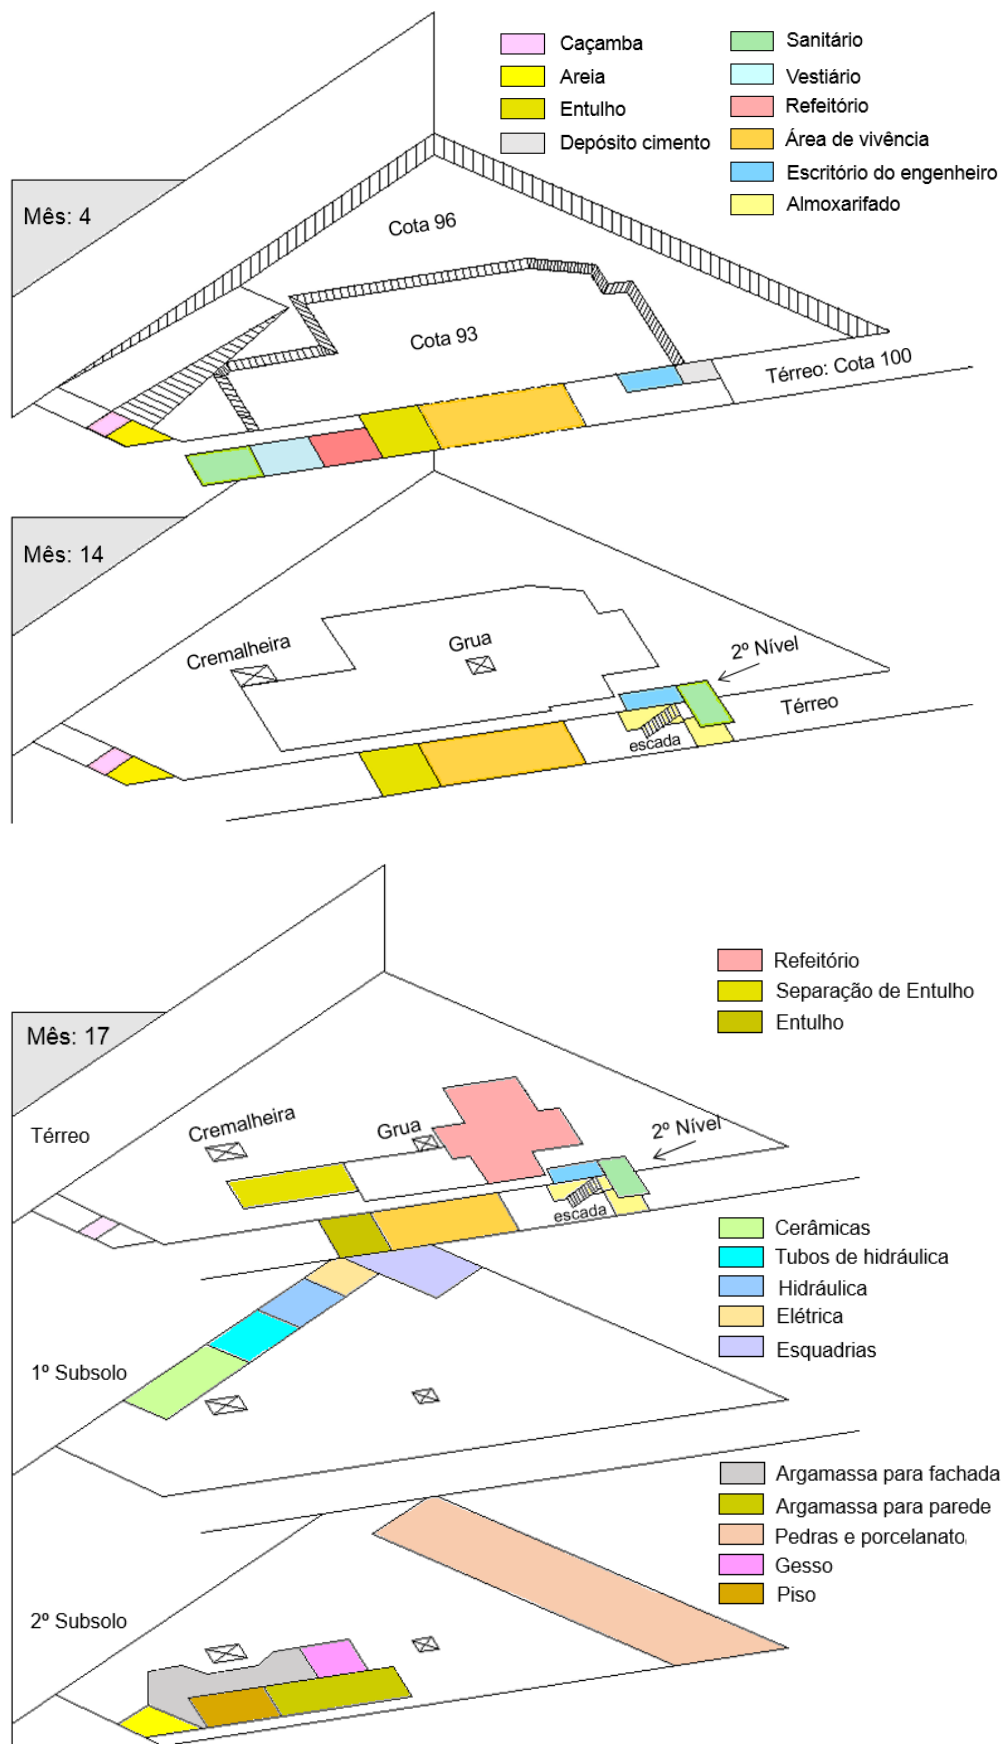 Caçamba
Areia
Entulho
Depósito cimento
Sanitário
Vestiário
Refeitório
Área de vivência
Escritório do engenheiro
Almoxarifado
Mês: 4
Cota 96
Cota 93
Térreo: Cota 100
Mês: 14
Cremalheira
Grua
2º Nível
Térreo
escada
Refeitório
Separação de Entulho
Entulho
Mês: 17
Térreo
Cremalheira
Grua
2º Nível
escada
Cerâmicas
Tubos de hidráulica
Hidráulica
Elétrica
Esquadrias
1º Subsolo
Argamassa para fachada
Argamassa para parede
Pedras e porcelanato
Gesso
Piso
2º Subsolo